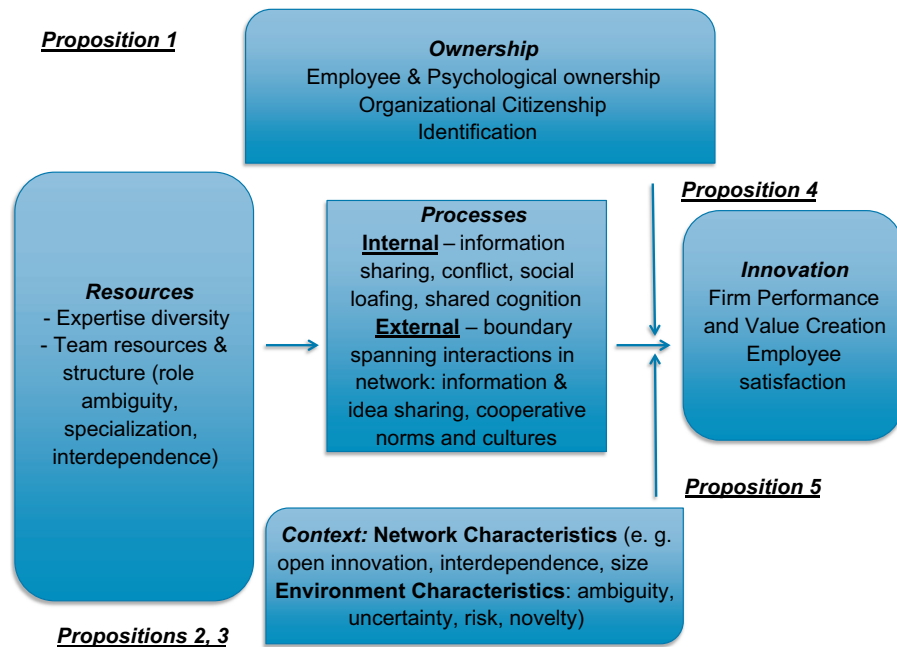 Proposition 1
Ownership
Employee & Psychological ownership
Organizational Citizenship
Identification
Resources
- Expertise diversity
- Team resources &
structure (role
ambiguity,
specialization,
interdependence)
Processes
Internal – information
sharing, conflict, social
loafing, shared cognition
External – boundary
spanning interactions in
network: information &
idea sharing, cooperative
norms and cultures
Proposition 4
Innovation
Firm Performance
and Value Creation
Employee
satisfaction
Proposition 5
Context: Network Characteristics (e. g.
open innovation, interdependence, size
Environment Characteristics: ambiguity,
uncertainty, risk, novelty)
Propositions 2, 3